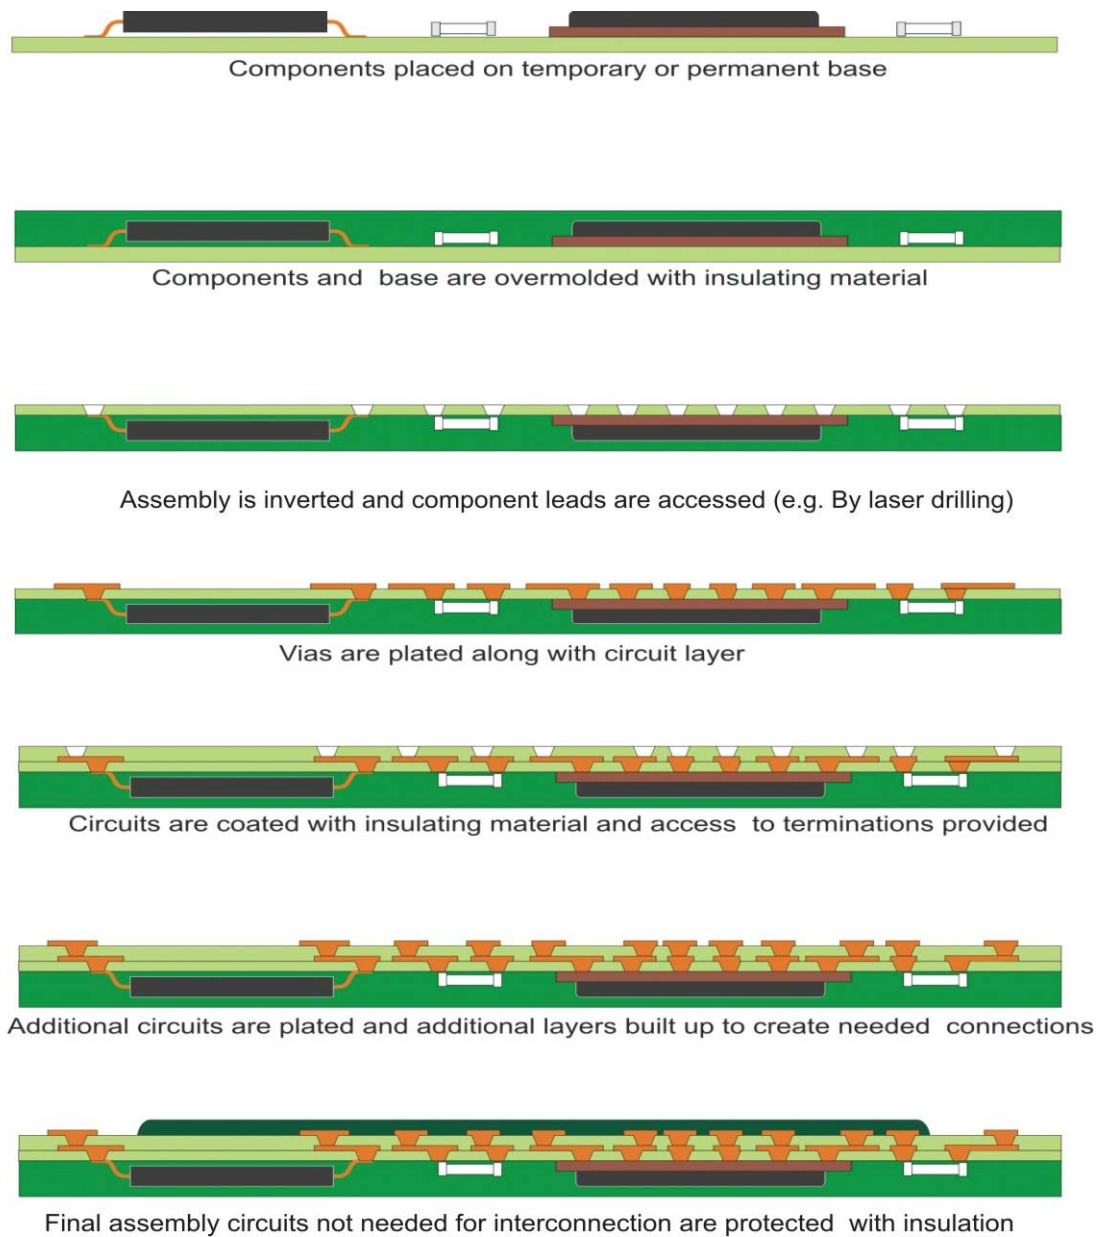 Components placed on temporary or permanent base
Components and base are overmolded with insulating material
Assembly is inverted and component leads are accessed (e.g. By laser drilling)
Vias are plated along with circuit layer
Circuits are coated with insulating material and access to terminations provided
Additional circuits are plated and additional layers built up to create needed connections
Final assembly circuits not needed for interconnection are protected with insulation